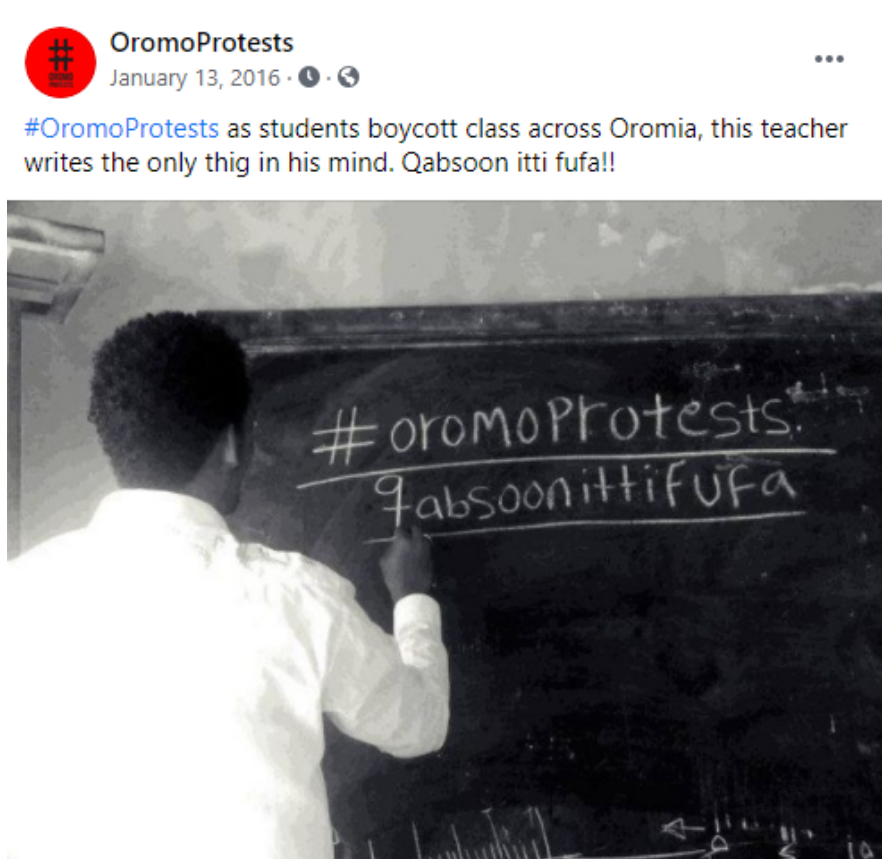 OromoProtests
January 13, 2016
#OromoProtests as students boycott class across Oromia, this teacher
writes the only thig in his mind. Qabsoon itti fufa!!
#oromoprotests.
qabsoonittifufa